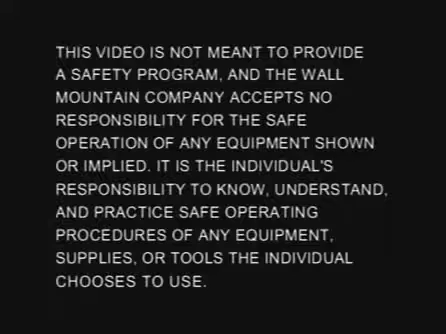 THIS VIDEO IS NOT MEANT TO PROVIDE
A SAFETY PROGRAM, AND THE WALL
MOUNTAIN COMPANY ACCEPTS NO
RESPONSIBILITY FOR THE SAFE
OPERATION OF ANY EQUIPMENT SHOWN
OR IMPLIED. IT IS THE INDIVIDUAL'S
RESPONSIBILITY TO KNOW, UNDERSTAND,
AND PRACTICE SAFE OPERATING
PROCEDURES OF ANY EQUIPMENT,
SUPPLIES, OR TOOLS THE INDIVIDUAL
CHOOSES TO USE.